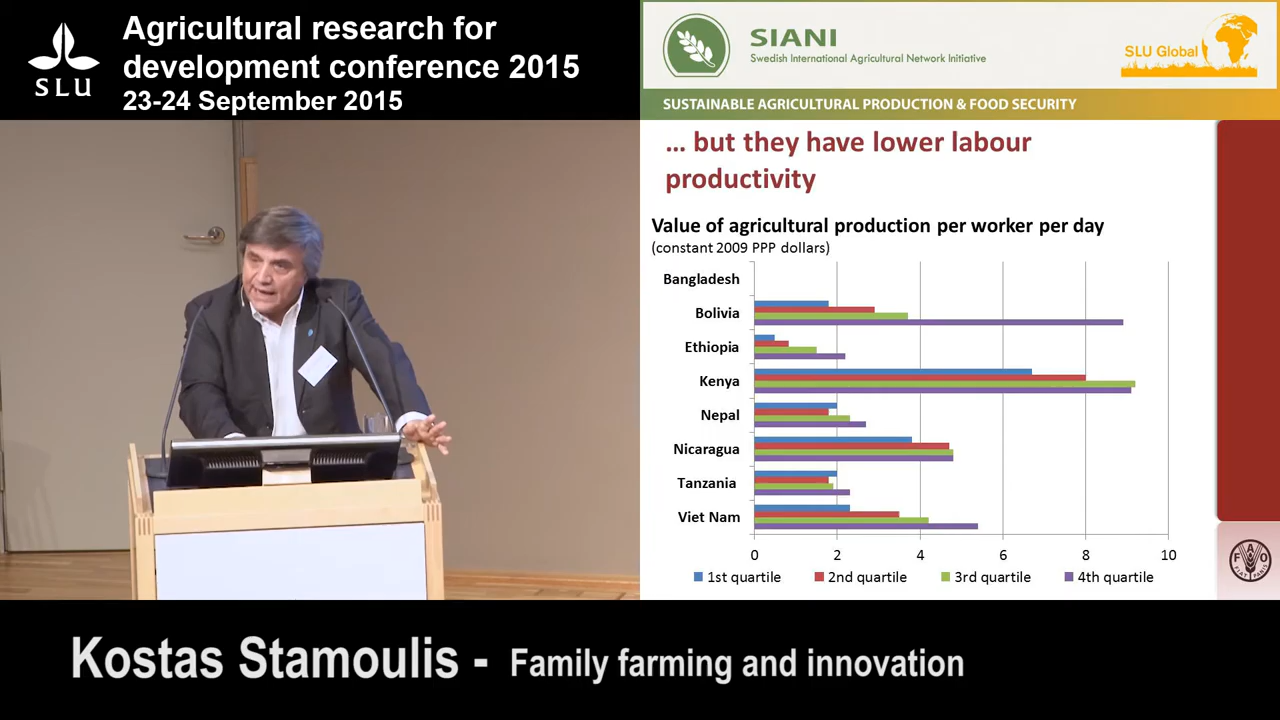 SLU
Agricultural research for
development conference 2015
23-24 September 2015
SIANI
Swedish International Agricultural Network Initiative
SLU Global
SUSTAINABLE AGRICULTURAL PRODUCTION & FOOD SECURITY
... but they have lower labour
productivity
Value of agricultural production per worker per day
(constant 2009 PPP dollars)
Bangladesh
Bolivia
Ethiopia
Kenya
Nepal
Nicaragua
Tanzania
Viet Nam
0 2 4 6 8 10
1st quartile 2nd quartile 3rd quartile 4th quartile
FAO
FIAT PANIS
Kostas Stamoulis - Family farming and innovation